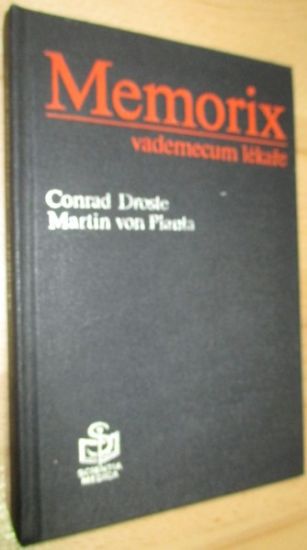 Memorix
vademecum lékaře
Conrad Droste
Martin von Planta
SCIENTIA
MEDICA